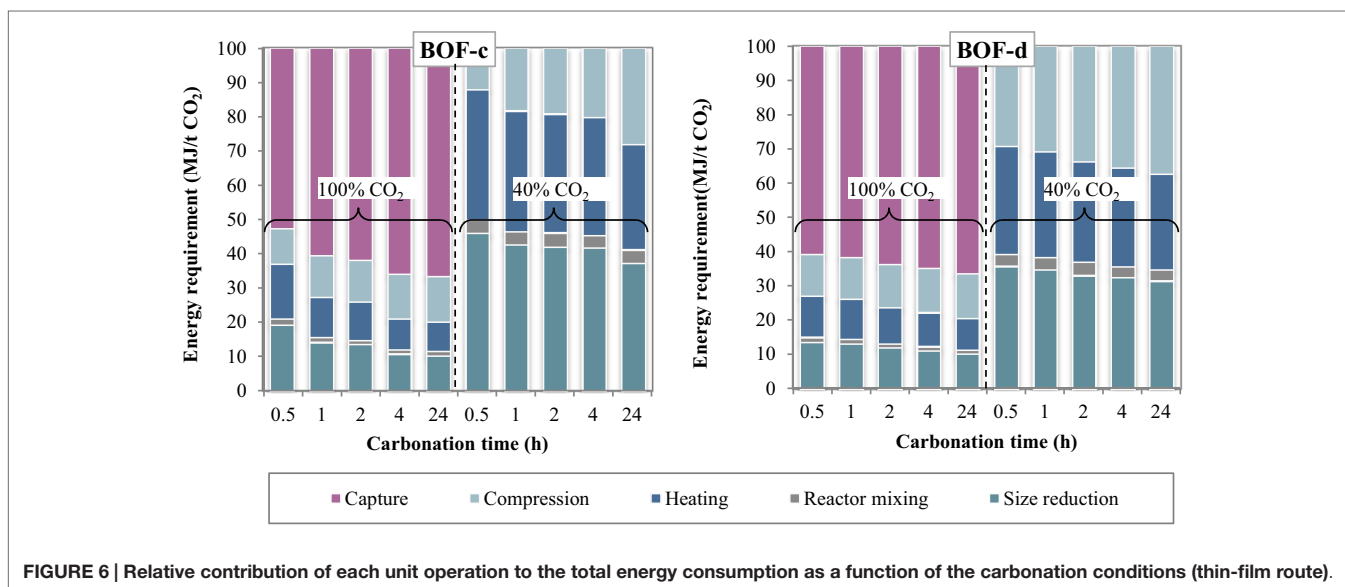 BOF-c
Energy requirement (MJ/t CO₂)
100
90
80
70
60
50
40
30
20
10
0
100% CO₂
40% CO₂
0.5 1 2 4 24 0.5 1 2 4 24
Carbonation time (h)
BOF-d
Energy requirement(MJ/t CO₂)
100
90
80
70
60
50
40
30
20
10
0
100% CO₂
40% CO₂
0.5 1 2 4 24 0.5 1 2 4 24
Carbonation time (h)
Capture Compression Heating Reactor mixing Size reduction
FIGURE 6 | Relative contribution of each unit operation to the total energy consumption as a function of the carbonation conditions (thin-film route).